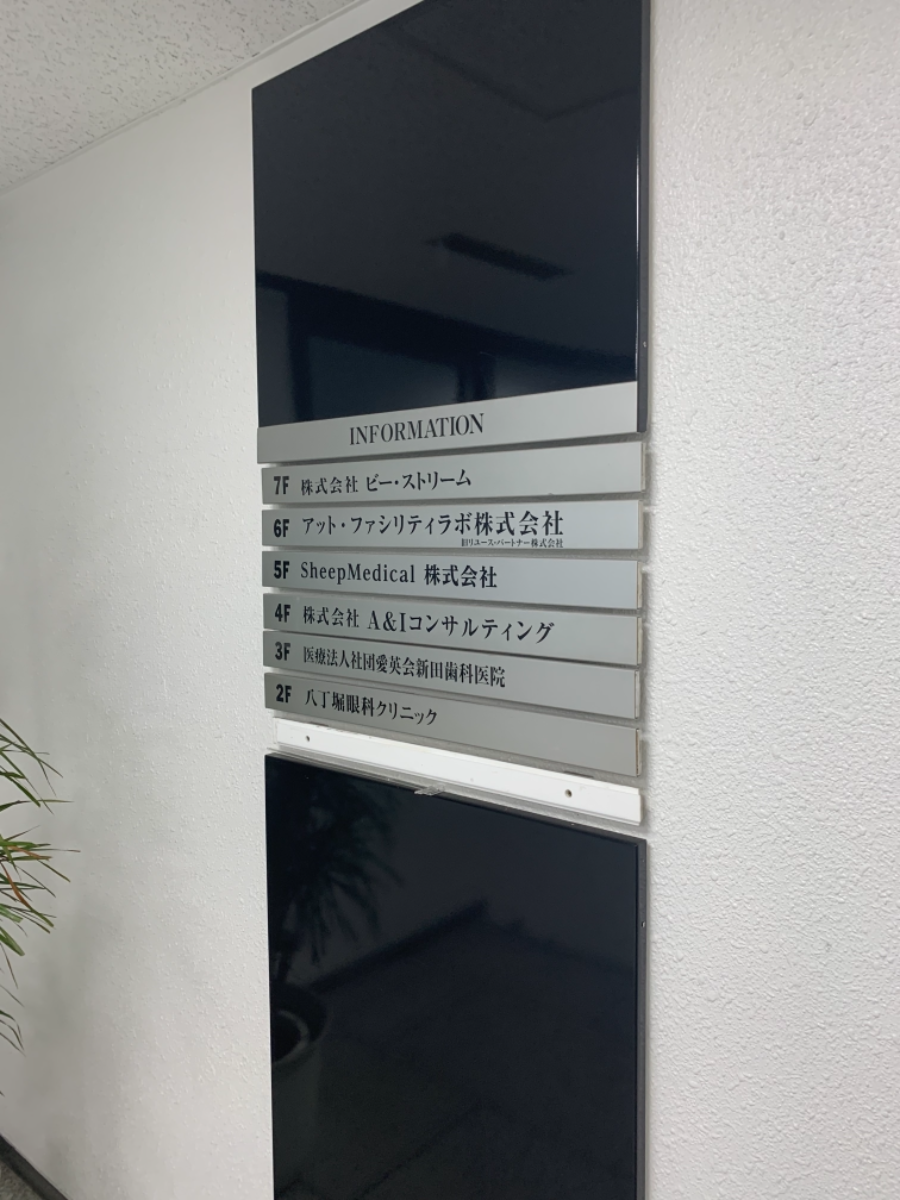 INFORMATION
7F 株式会社 ビー・ストリーム
6F アット・ファシリティラボ株式会社
旧リユース・パートナー株式会社
5F SheepMedical 株式会社
4F 株式会社 A&Iコンサルティング
3F 医療法人社団愛英会新田歯科医院
2F 八丁堀眼科クリニック